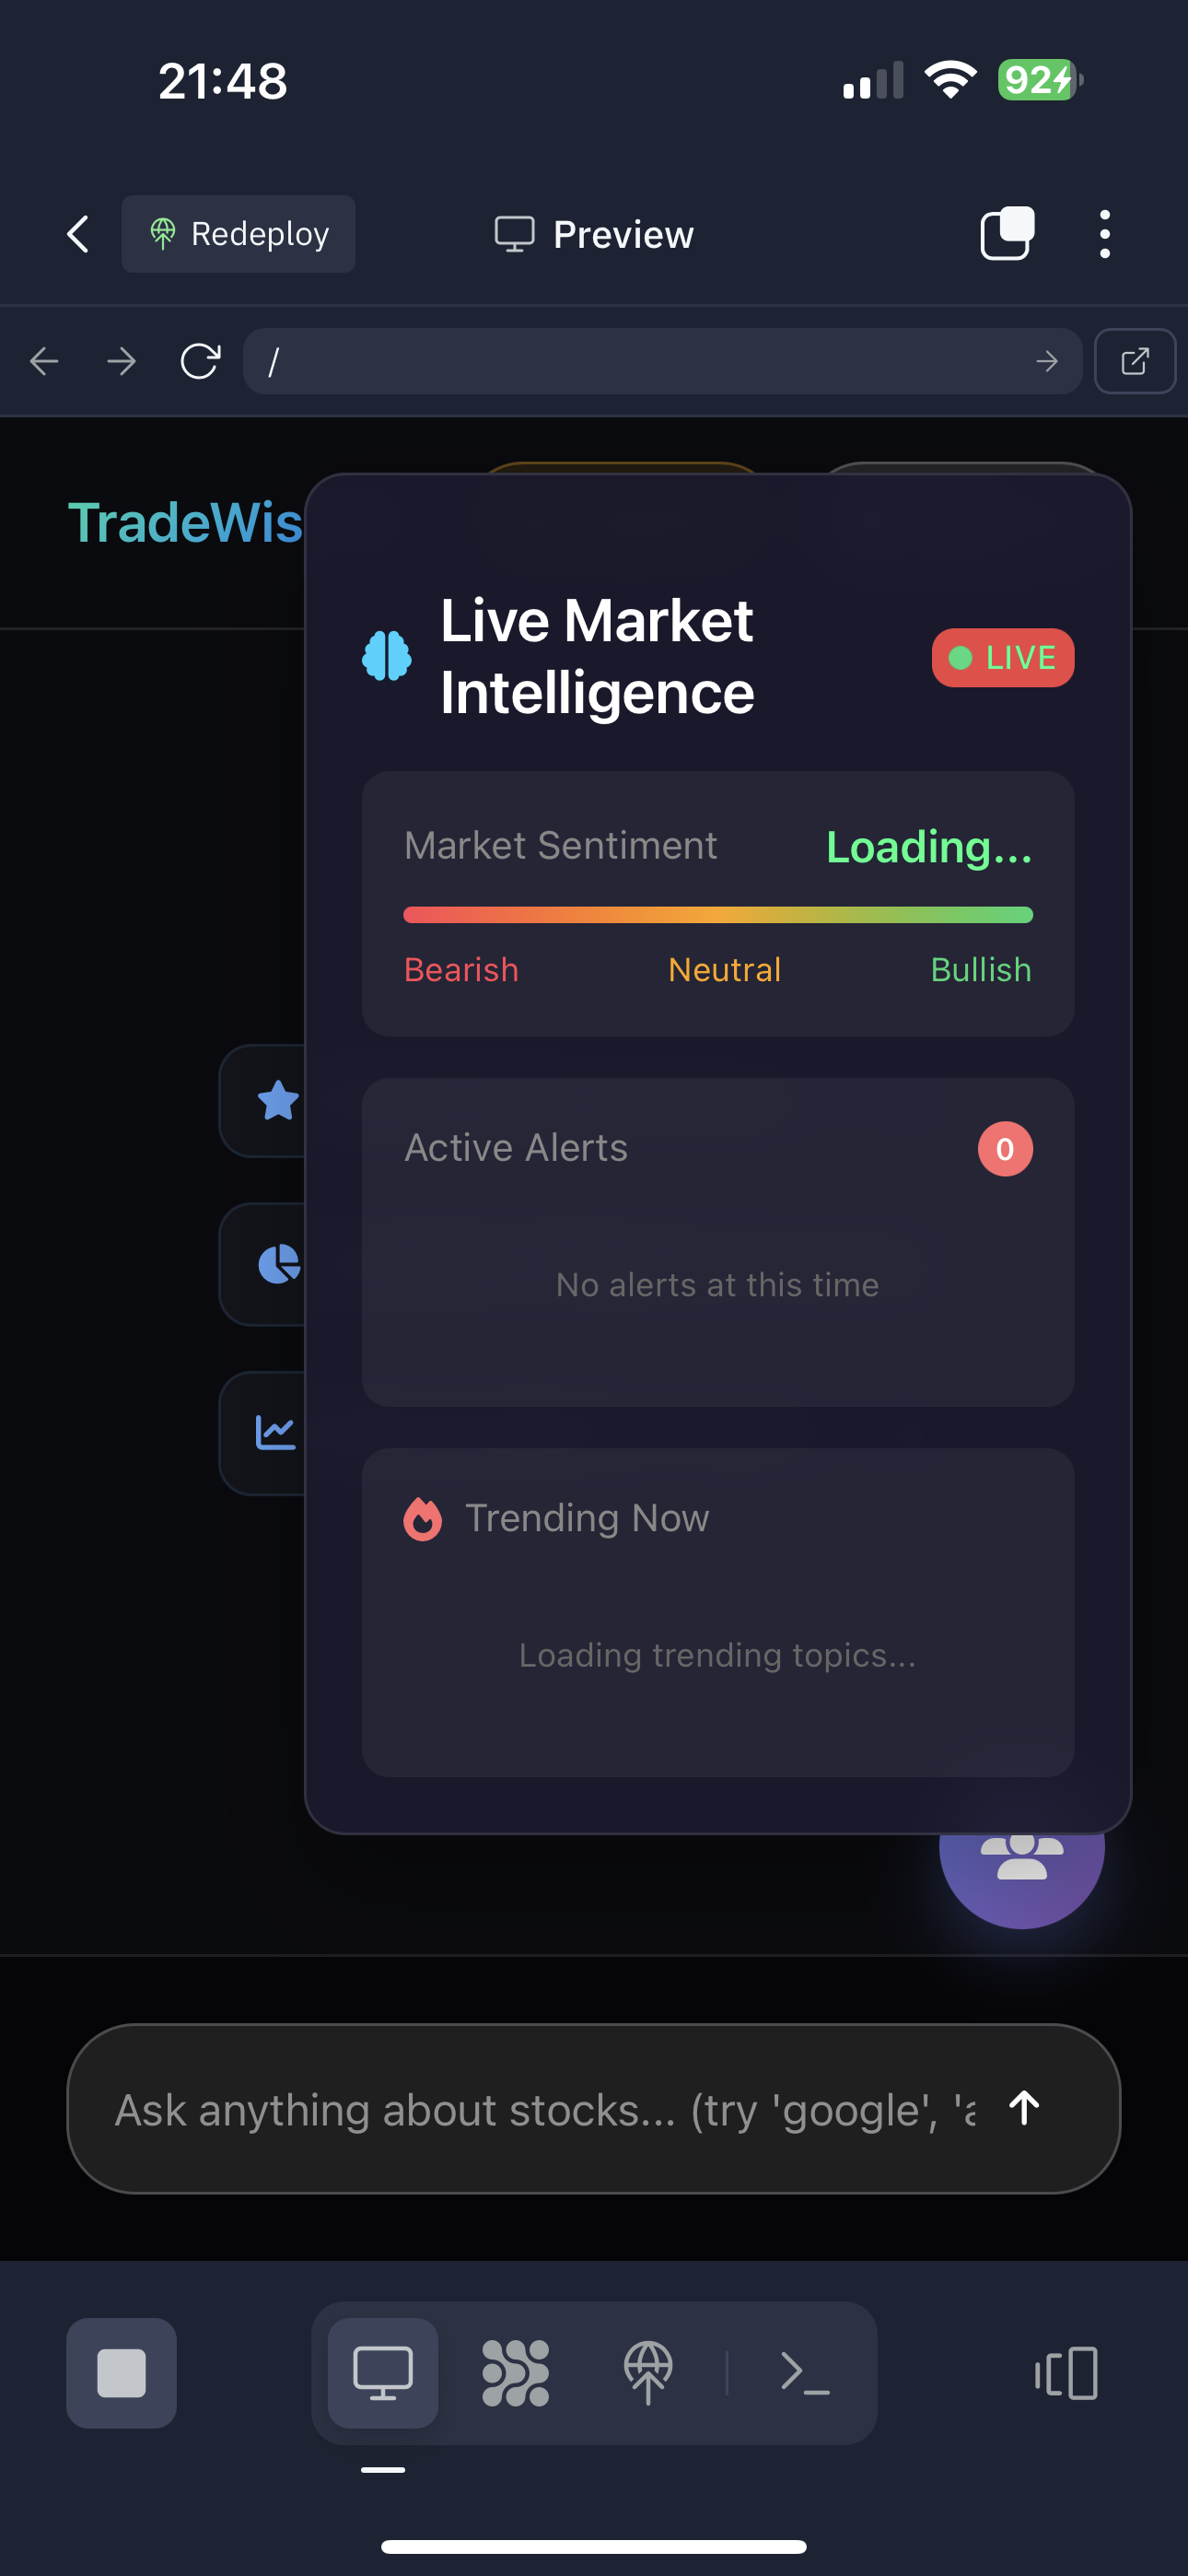 21:48
92
Redeploy
Preview
/
TradeWis
Live Market
Intelligence
LIVE
Market Sentiment
Loading...
Bearish
Neutral
Bullish
Active Alerts
0
No alerts at this time
Trending Now
Loading trending topics...
Ask anything about stocks... (try 'google', 'a